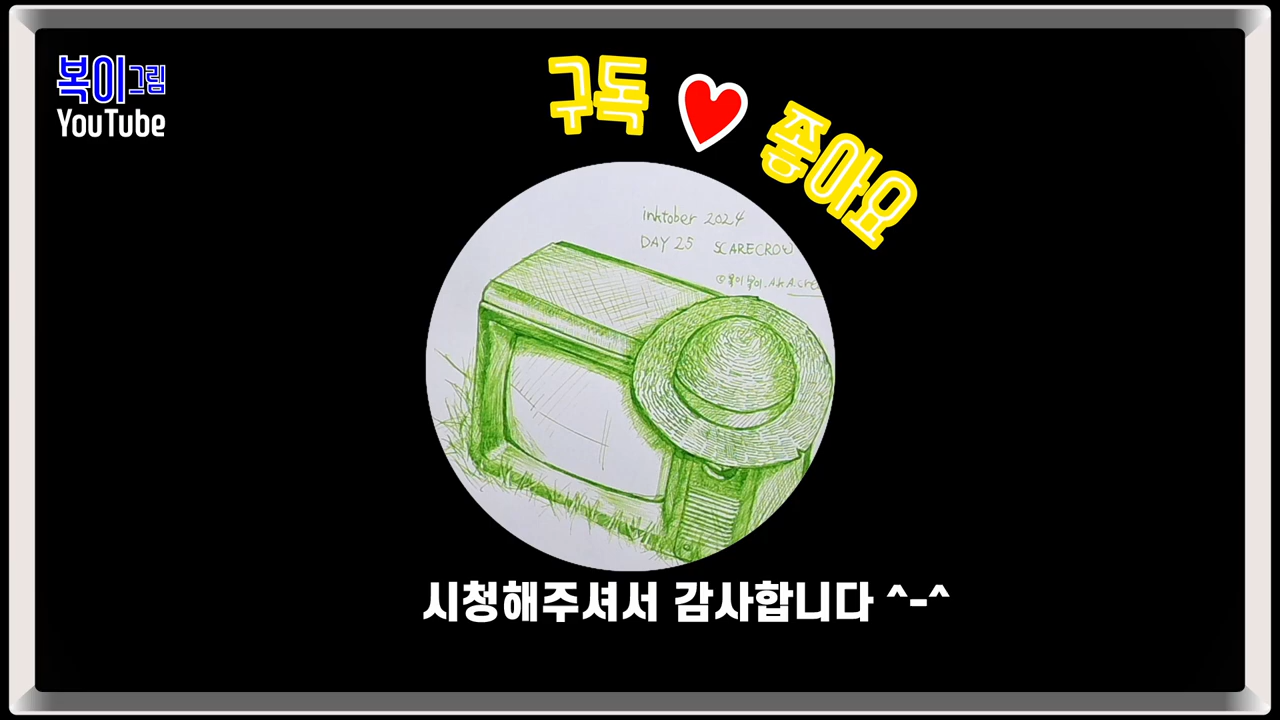 복이그림
YouTube
구독 좋아요
inktober 2024
DAY 25 SCARECROW
시청해주셔서 감사합니다 ^-^